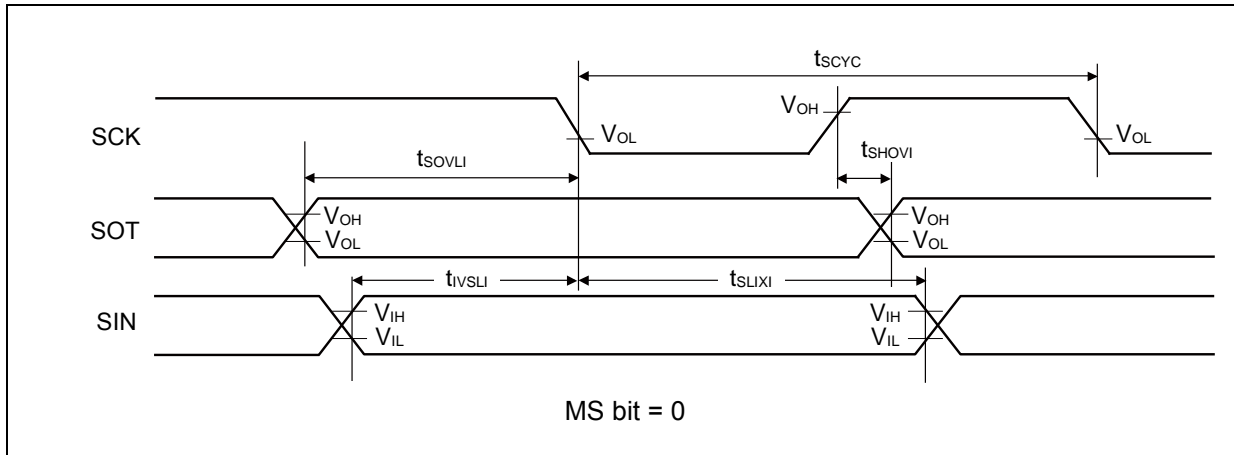 tSCYC
SCK
VOH
VOL
VOL
tSHOVI
tSOVLI
SOT
VOH
VOL
VOH
VOL
tIVSLI
tSLIXI
SIN
VIH
VIL
VIH
VIL
MS bit = 0